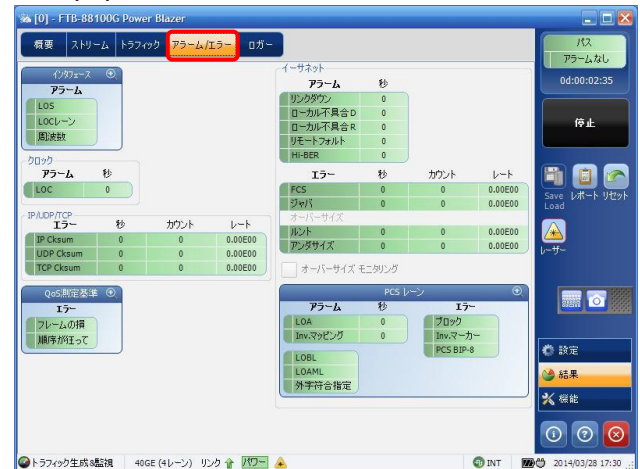 [0] - FTB-88100G Power Blazer
概要 ストリーム トラフィック アラーム/エラー ロガー
インタフェース
アラーム
LOS
LOCレーン
周波数
クロック
アラーム 秒
LOC 0
IP/UDP/TCP
エラー 秒 カウント レート
IP Cksum 0 0 0.00E00
UDP Cksum 0 0 0.00E00
TCP Cksum 0 0 0.00E00
QoS測定基準
エラー
フレームの損
順序が狂って
イーサネット
アラーム 秒
リンクダウン 0
ローカル不具合 D 0
ローカル不具合 R 0
リモートフォルト 0
HI-BER 0
エラー 秒 カウント レート
FCS 0 0 0.00E00
ジャバ 0 0 0.00E00
オーバーサイズ
ルント 0 0 0.00E00
アンダサイズ 0 0 0.00E00
オーバーサイズ モニタリング
PCS レーン
アラーム 秒 エラー
LOA 0 ブロック
Inv.マッピング 0 Inv.マーカー
PCS BIP-8
LOBL
LOAML
外字符合指定
パス
アラームなし
0d:00:02:35
停止
Save Load レポート リセット
レーザー
設定
結果
機能
トラフィック生成&監視 40GE (4レーン) リンク パワー INT 2014/03/28 17:30